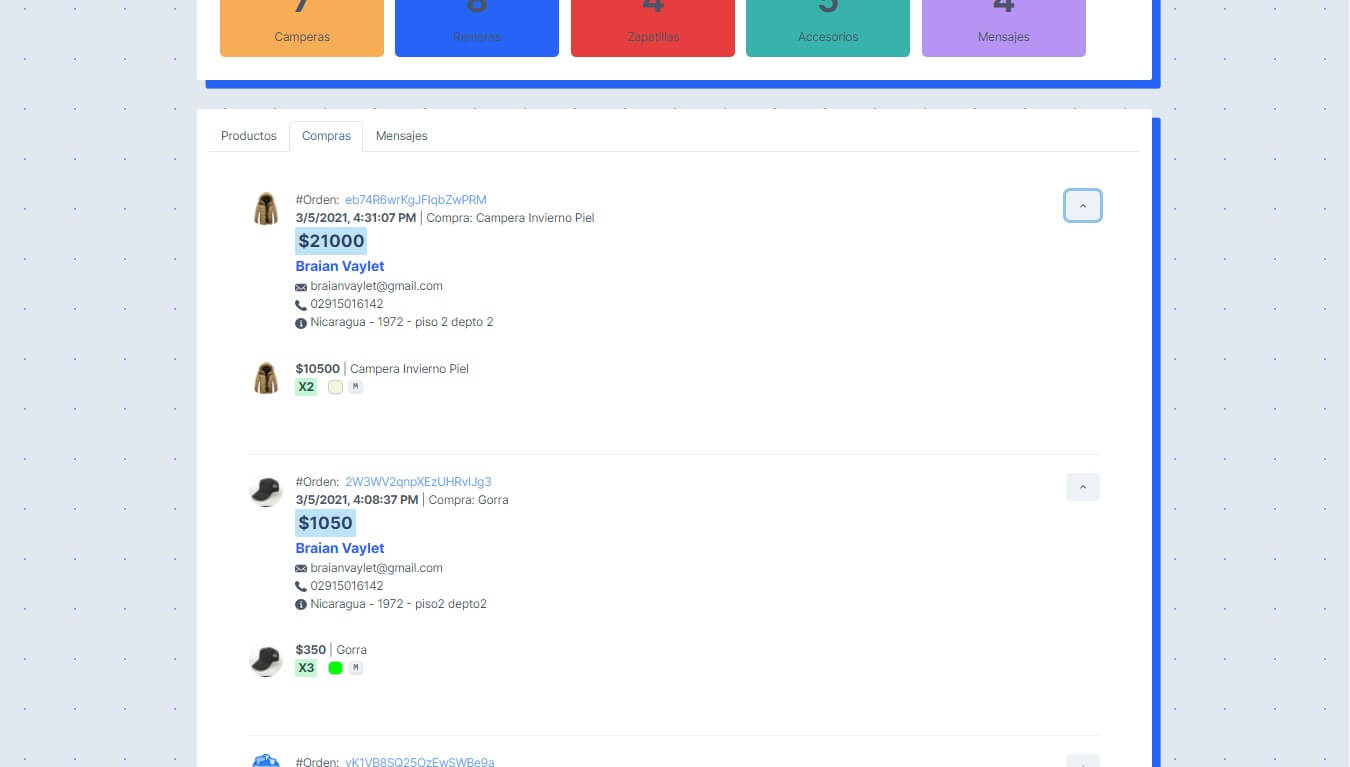 7 8 4 5 4
Camperas Remeras Zapatillas Accesorios Mensajes
Productos Compras Mensajes
#Orden: eb74R6wrKgJFIqbZwPRM
3/5/2021, 4:31:07 PM | Compra: Campera Invierno Piel
$21000
Braian Vaylet
braianvaylet@gmail.com
02915016142
Nicaragua - 1972 - piso 2 depto 2
$10500 | Campera Invierno Piel
X2 M
#Orden: 2W3WV2qnpXEzUHRvlJg3
3/5/2021, 4:08:37 PM | Compra: Gorra
$1050
Braian Vaylet
braianvaylet@gmail.com
02915016142
Nicaragua - 1972 - piso2 depto2
$350 | Gorra
X3 M
#Orden: yK1VB8SQ25OzEwSWBe9a